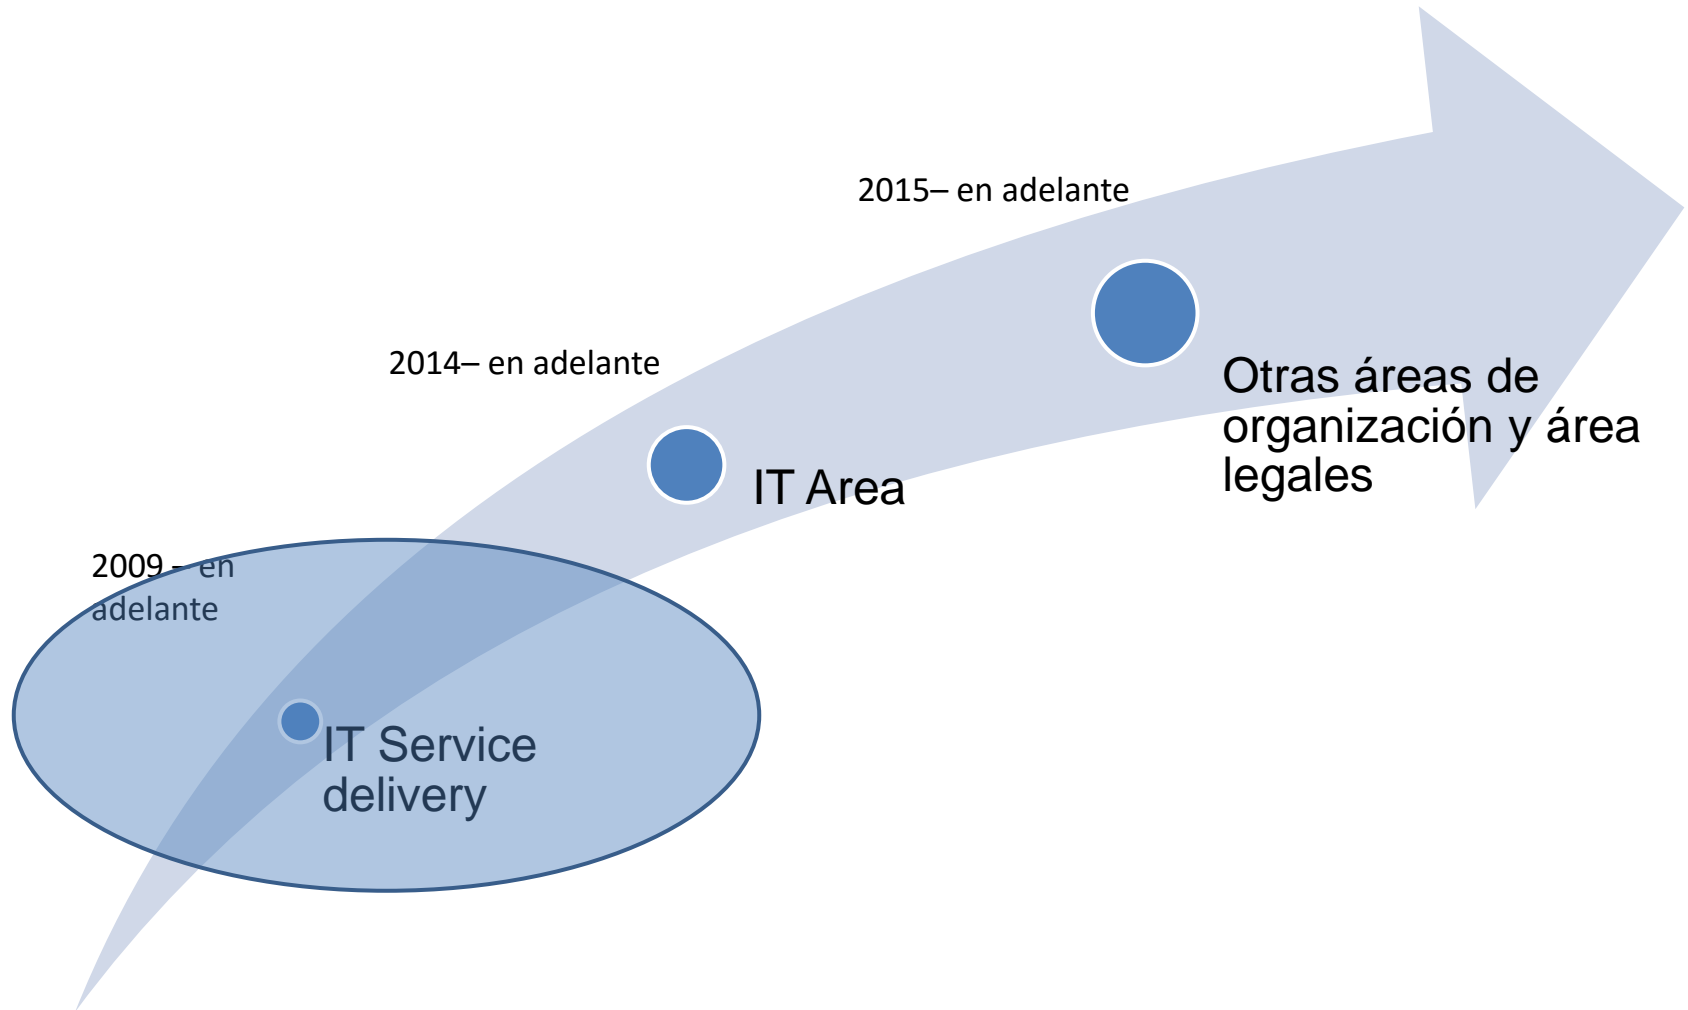 2015– en adelante
2014– en adelante
Otras áreas de
organización y área
legales
IT Area
2009 – en
adelante
IT Service
delivery